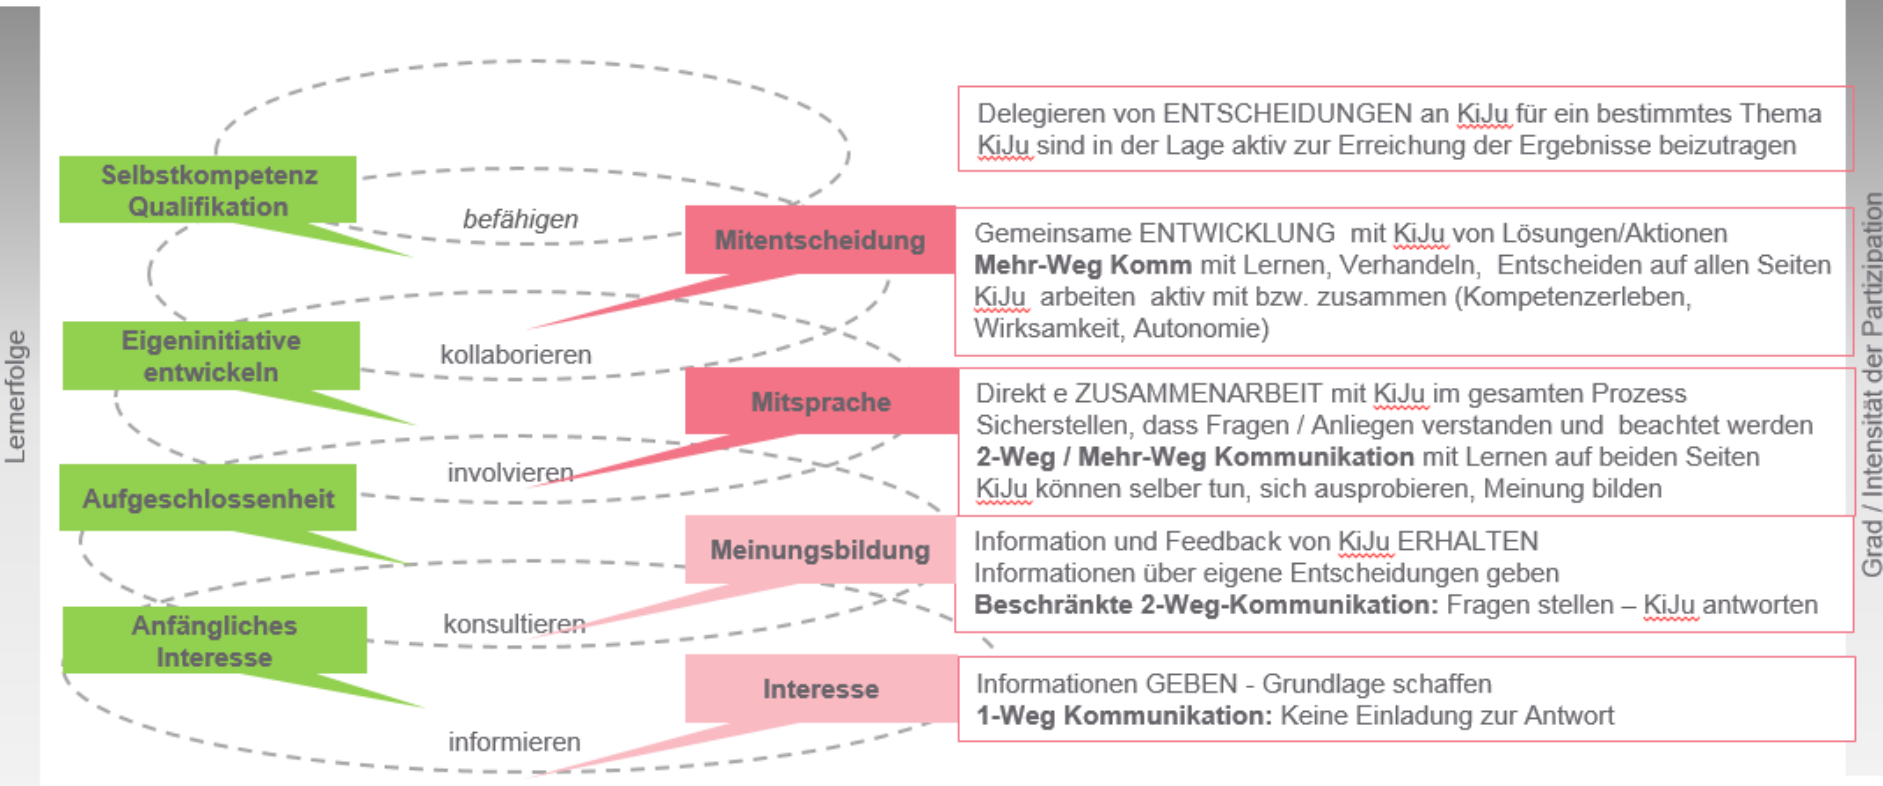 Lernerfolge
Selbstkompetenz
Qualifikation
Eigeninitiative
entwickeln
Aufgeschlossenheit
Anfängliches
Interesse
befähigen
kollaborieren
involvieren
konsultieren
informieren
Mitentscheidung
Mitsprache
Meinungsbildung
Interesse
Delegieren von ENTSCHEIDUNGEN an KiJu für ein bestimmtes Thema
KiJu sind in der Lage aktiv zur Erreichung der Ergebnisse beizutragen
Gemeinsame ENTWICKLUNG mit KiJu von Lösungen/Aktionen
Mehr-Weg Komm mit Lernen, Verhandeln, Entscheiden auf allen Seiten
KiJu arbeiten aktiv mit bzw. zusammen (Kompetenzerleben,
Wirksamkeit, Autonomie)
Direkt e ZUSAMMENARBEIT mit KiJu im gesamten Prozess
Sicherstellen, dass Fragen / Anliegen verstanden und beachtet werden
2-Weg / Mehr-Weg Kommunikation mit Lernen auf beiden Seiten
KiJu können selber tun, sich ausprobieren, Meinung bilden
Information und Feedback von KiJu ERHALTEN
Informationen über eigene Entscheidungen geben
Beschränkte 2-Weg-Kommunikation: Fragen stellen – KiJu antworten
Informationen GEBEN - Grundlage schaffen
1-Weg Kommunikation: Keine Einladung zur Antwort
Grad / Intensität der Partizipation